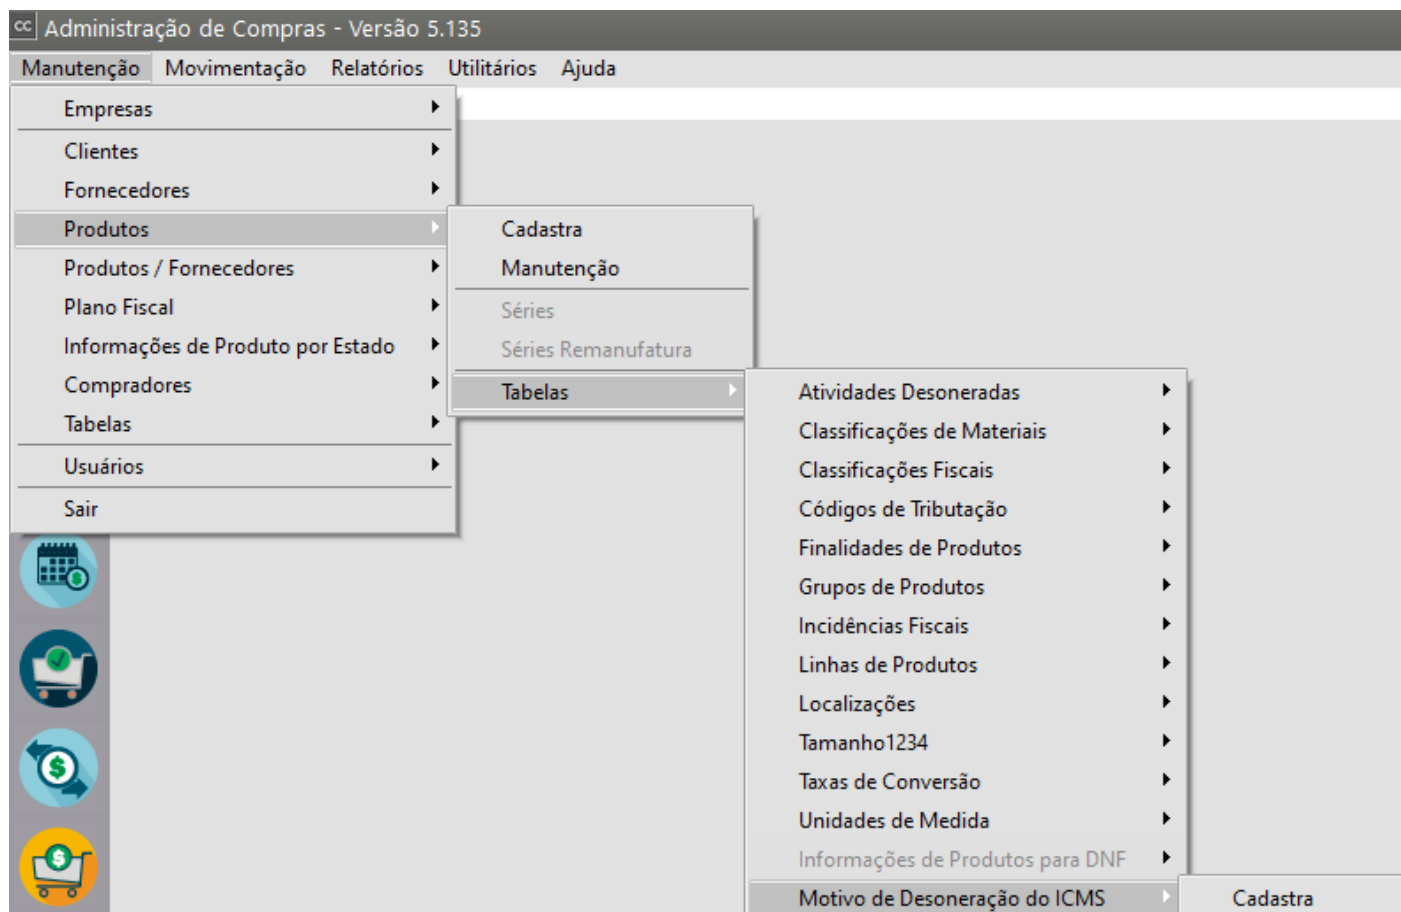 cc Administração de Compras - Versão 5.135
Manutenção Movimentação Relatórios Utilitários Ajuda
Empresas
Clientes
Fornecedores
Produtos
Produtos / Fornecedores
Plano Fiscal
Informações de Produto por Estado
Compradores
Tabelas
Usuários
Sair
Cadastra
Manutenção
Séries
Séries Remanufatura
Tabelas
Atividades Desoneradas
Classificações de Materiais
Classificações Fiscais
Códigos de Tributação
Finalidades de Produtos
Grupos de Produtos
Incidências Fiscais
Linhas de Produtos
Localizações
Tamanho1234
Taxas de Conversão
Unidades de Medida
Informações de Produtos para DNF
Motivo de Desoneração do ICMS
Cadastra